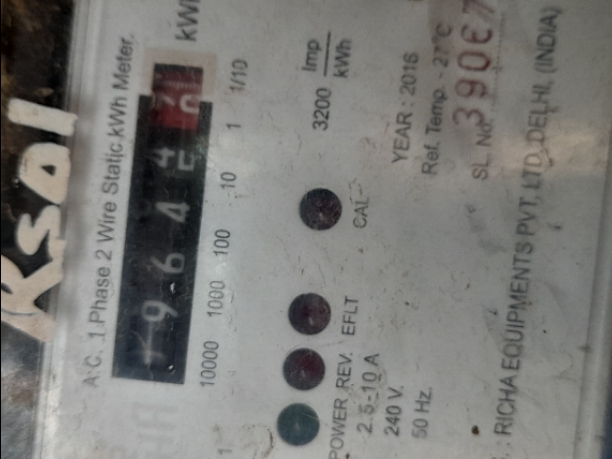 RS01
A.C. 1 Phase 2 Wire Static kWh Meter.
1 9 6 4
kWh
10000 1000 100 10 1 1/10
3200 Imp/kWh
POWER REV. EFLT CAL
2.5-10 A
240 V.
50 Hz.
YEAR : 2016
Ref. Temp. - 27°C
SL. No.
RICHA EQUIPMENTS PVT, LTD, DELHI, (INDIA)